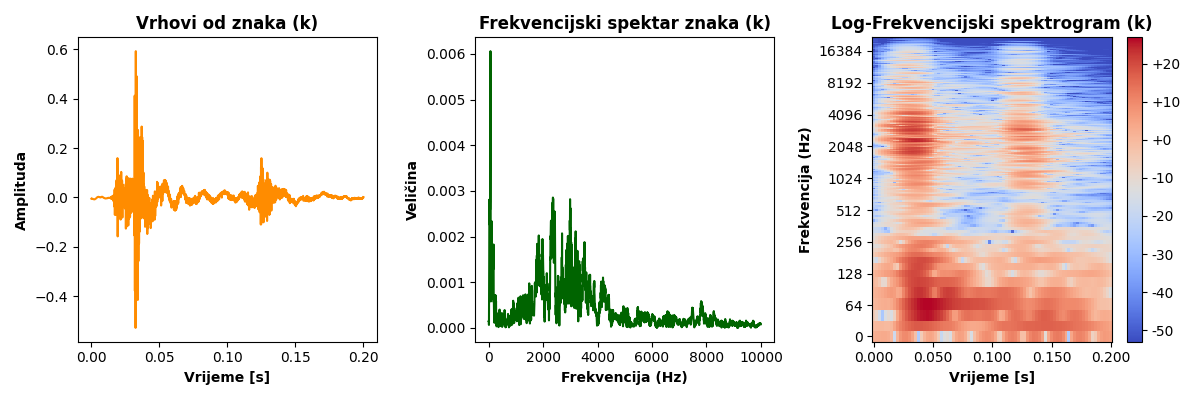 Vrhovi od znaka (k)
0.6
0.4
0.2
0.0
−0.2
−0.4
0.00 0.05 0.10 0.15 0.20
Amplituda
Vrijeme [s]
Frekvencijski spektar znaka (k)
0.006
0.005
0.004
0.003
0.002
0.001
0.000
0 2000 4000 6000 8000 10000
Veličina
Frekvencija (Hz)
Log-Frekvencijski spektrogram (k)
16384
8192
4096
2048
1024
512
256
128
64
0
0.000 0.050 0.100 0.150 0.200
Frekvencija (Hz)
Vrijeme [s]
+20
+10
+0
-10
-20
-30
-40
-50